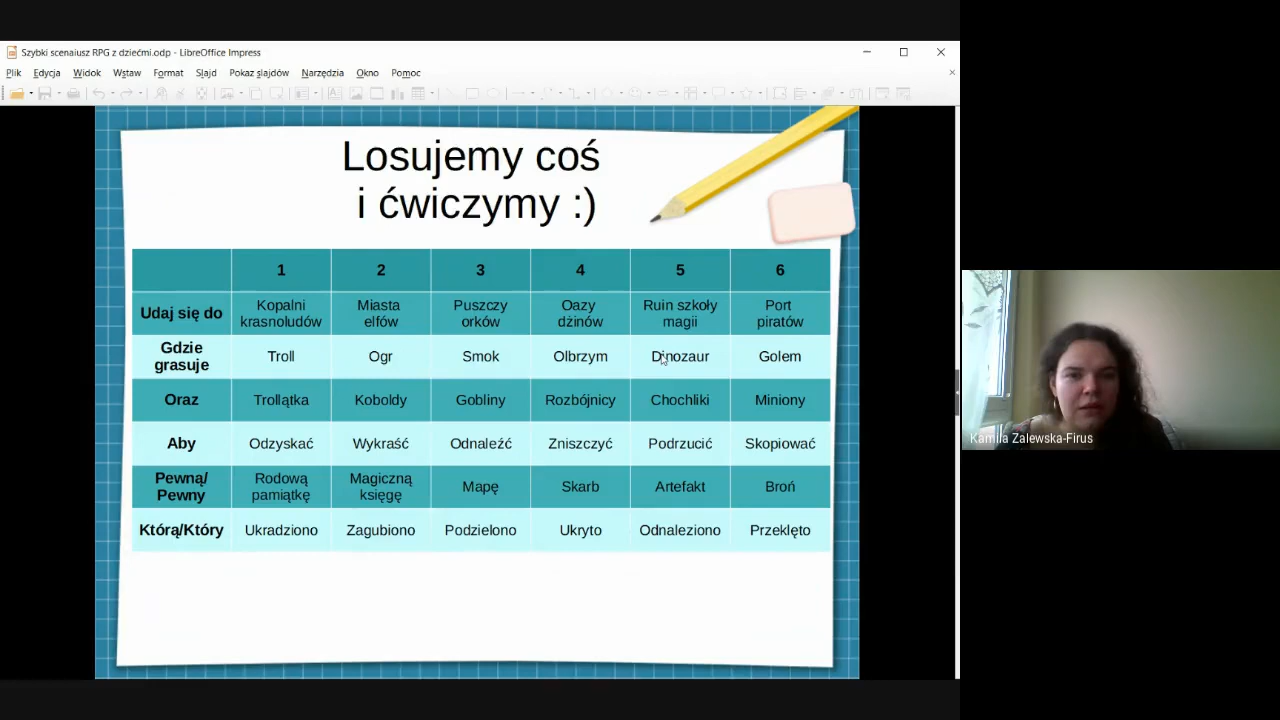 Szybki scenaiusz RPG z dziećmi.odp - LibreOffice Impress
Plik Edycja Widok Wstaw Format Slajd Pokaz slajdów Narzędzia Okno Pomoc
Losujemy coś
i ćwiczymy :)
1 2 3 4 5 6
Udaj się do Kopalni krasnoludów Miasta elfów Puszczy orków Oazy dżinów Ruin szkoły magii Port piratów
Gdzie grasuje Troll Ogr Smok Olbrzym Dinozaur Golem
Oraz Trollątka Koboldy Gobliny Rozbójnicy Chochliki Miniony
Aby Odzyskać Wykraść Odnaleźć Zniszczyć Podrzucić Skopiować
Pewną/ Pewny Rodową pamiątkę Magiczną księgę Mapę Skarb Artefakt Broń
Którą/Który Ukradziono Zagubiono Podzielono Ukryto Odnaleziono Przeklęto
Kamila Zalewska-Firus